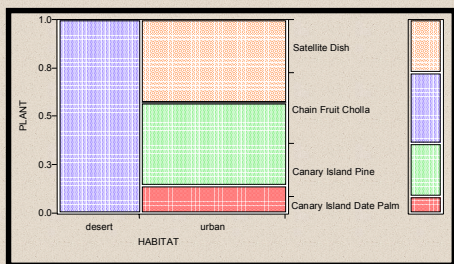 1.0
0.8
0.5
0.3
0.0
PLANT
Satellite Dish
Chain Fruit Cholla
Canary Island Pine
Canary Island Date Palm
desert urban
HABITAT